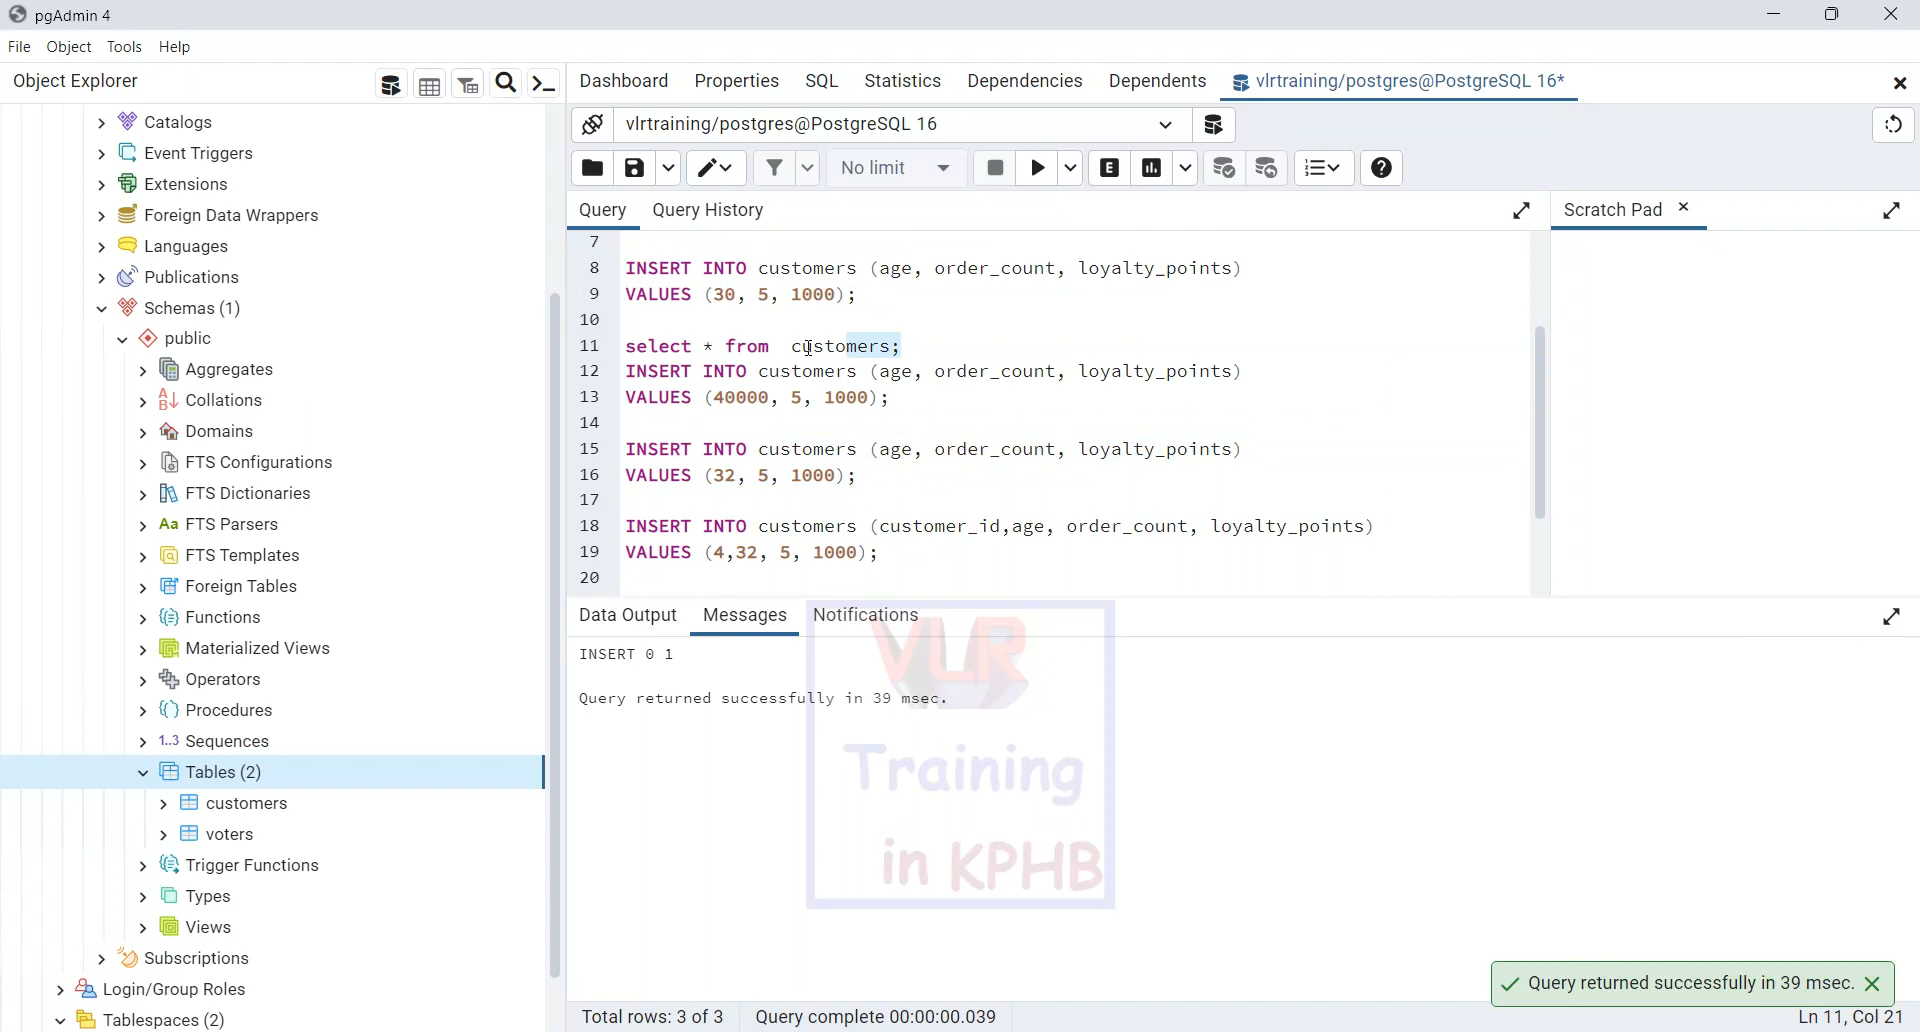 pgAdmin 4
File Object Tools Help
Object Explorer
Dashboard Properties SQL Statistics Dependencies Dependents vlrtraining/postgres@PostgreSQL 16*
vlrtraining/postgres@PostgreSQL 16
No limit
Query Query History
Scratch Pad
Catalogs
Event Triggers
Extensions
Foreign Data Wrappers
Languages
Publications
Schemas (1)
public
Aggregates
Collations
Domains
FTS Configurations
FTS Dictionaries
Aa FTS Parsers
FTS Templates
Foreign Tables
Functions
Materialized Views
Operators
Procedures
1..3 Sequences
Tables (2)
customers
voters
Trigger Functions
Types
Views
Subscriptions
Login/Group Roles
Tablespaces (2)
7
8 INSERT INTO customers (age, order_count, loyalty_points)
9 VALUES (30, 5, 1000);
10
11 select * from  customers;
12 INSERT INTO customers (age, order_count, loyalty_points)
13 VALUES (40000, 5, 1000);
14
15 INSERT INTO customers (age, order_count, loyalty_points)
16 VALUES (32, 5, 1000);
17
18 INSERT INTO customers (customer_id,age, order_count, loyalty_points)
19 VALUES (4,32, 5, 1000);
20
Data Output Messages Notifications
INSERT 0 1
Query returned successfully in 39 msec.
VLR
Training
in KPHB
Query returned successfully in 39 msec.
Total rows: 3 of 3 Query complete 00:00:00.039 Ln 11, Col 21